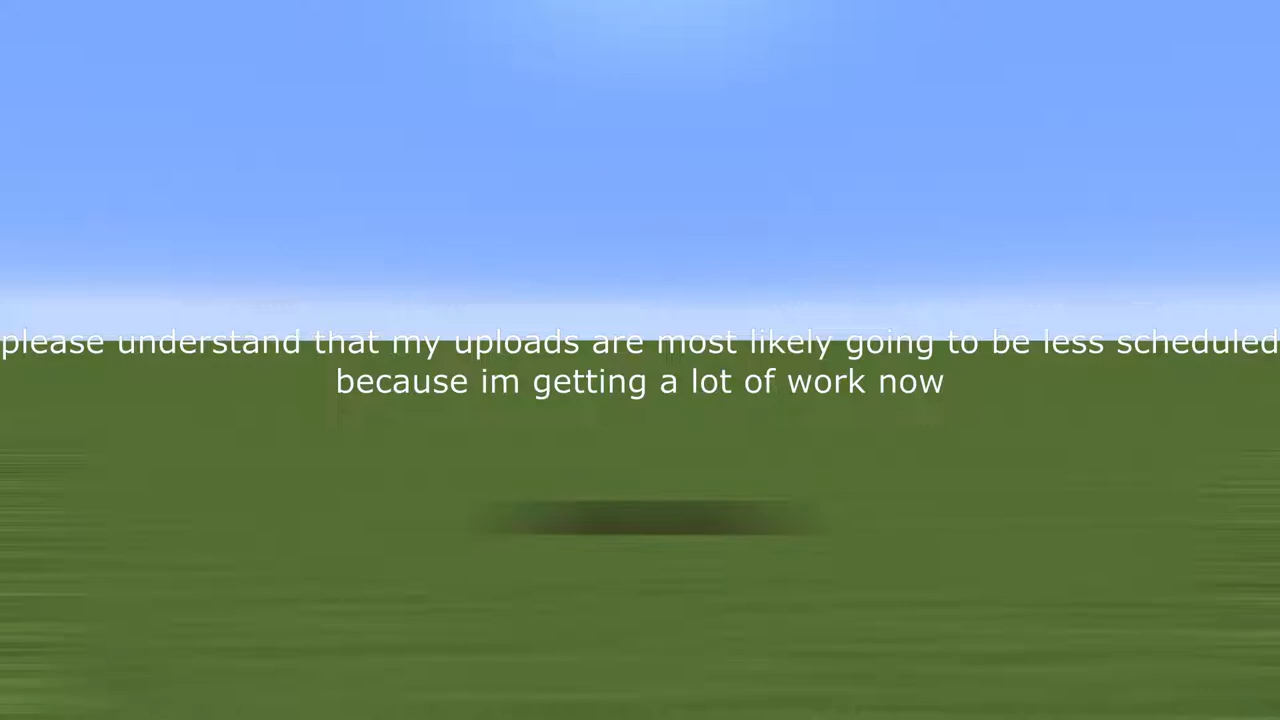 please understand that my uploads are most likely going to be less scheduled
because im getting a lot of work now